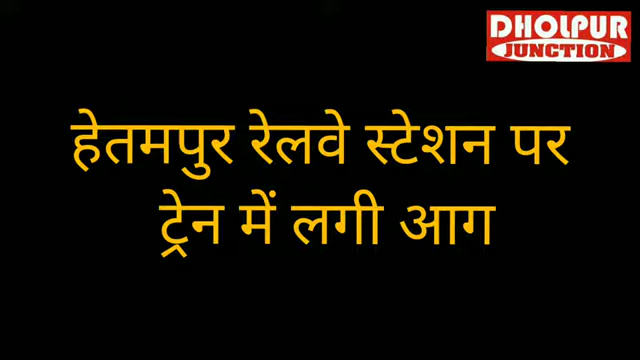 DHOLPUR
JUNCTION
हेतमपुर रेलवे स्टेशन पर
ट्रेन में लगी आग